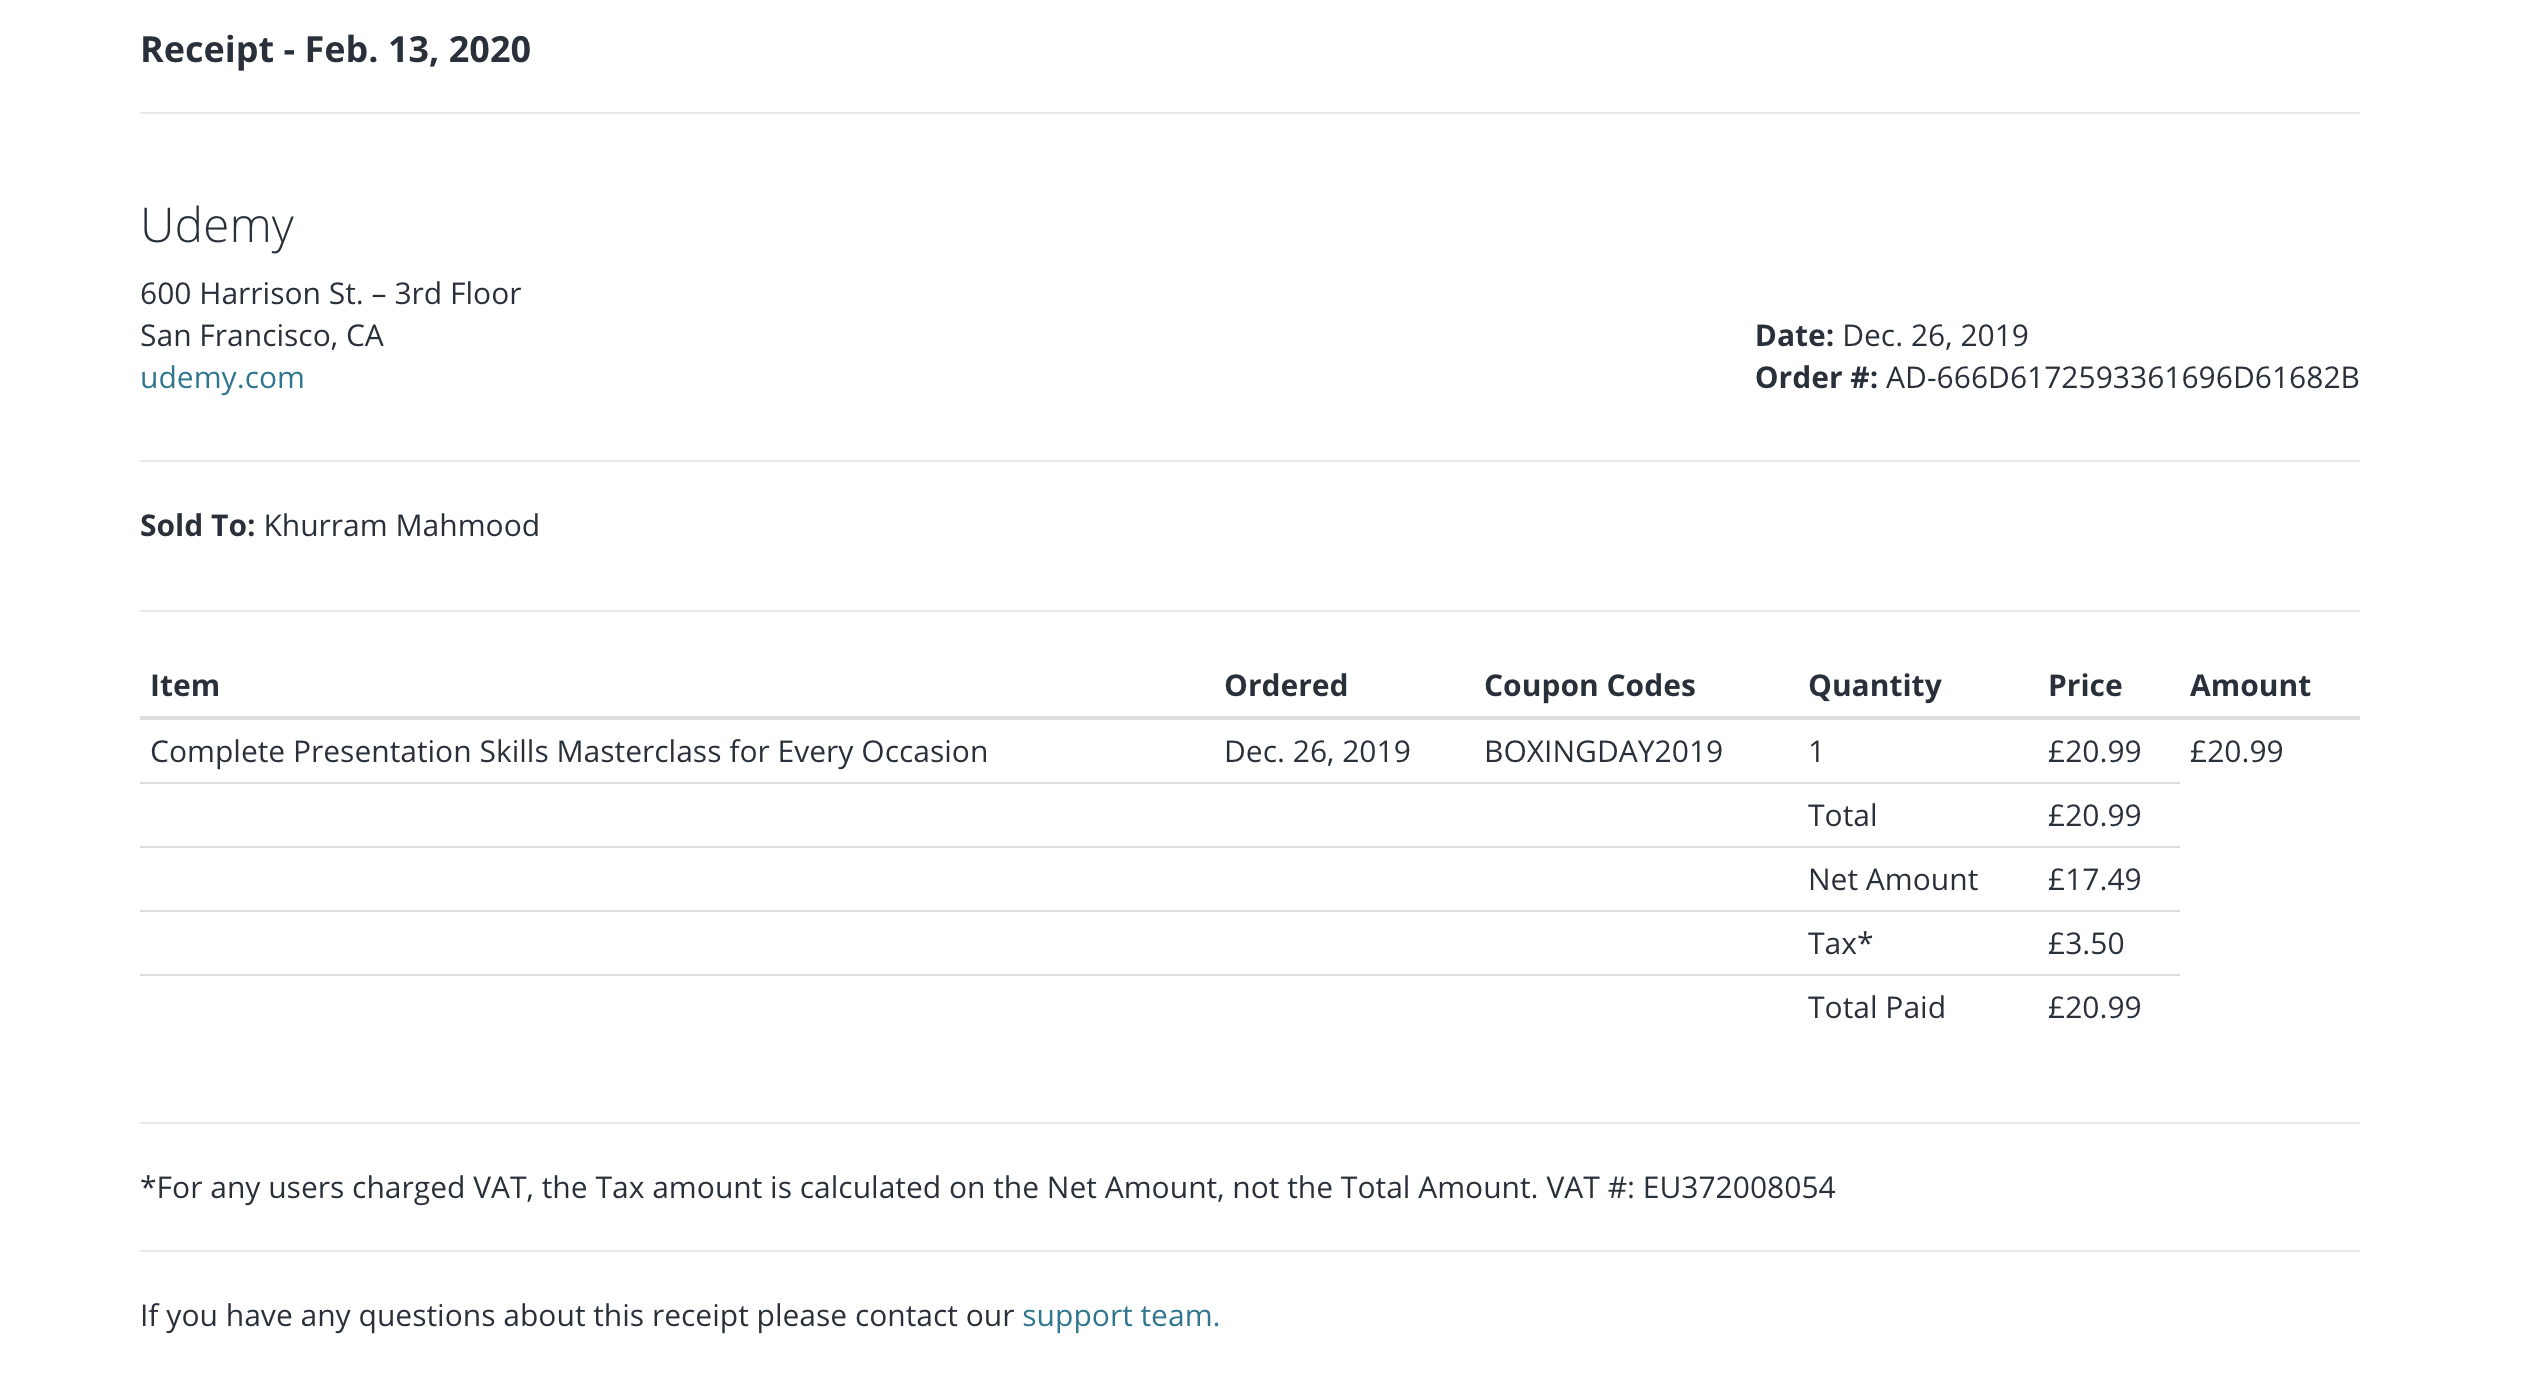 Receipt - Feb. 13, 2020
Udemy
600 Harrison St. – 3rd Floor
San Francisco, CA
udemy.com
Date: Dec. 26, 2019
Order #: AD-666D6172593361696D61682B
Sold To: Khurram Mahmood
Item Ordered Coupon Codes Quantity Price Amount
Complete Presentation Skills Masterclass for Every Occasion Dec. 26, 2019 BOXINGDAY2019 1 £20.99 £20.99
Total £20.99
Net Amount £17.49
Tax* £3.50
Total Paid £20.99
*For any users charged VAT, the Tax amount is calculated on the Net Amount, not the Total Amount. VAT #: EU372008054
If you have any questions about this receipt please contact our support team.